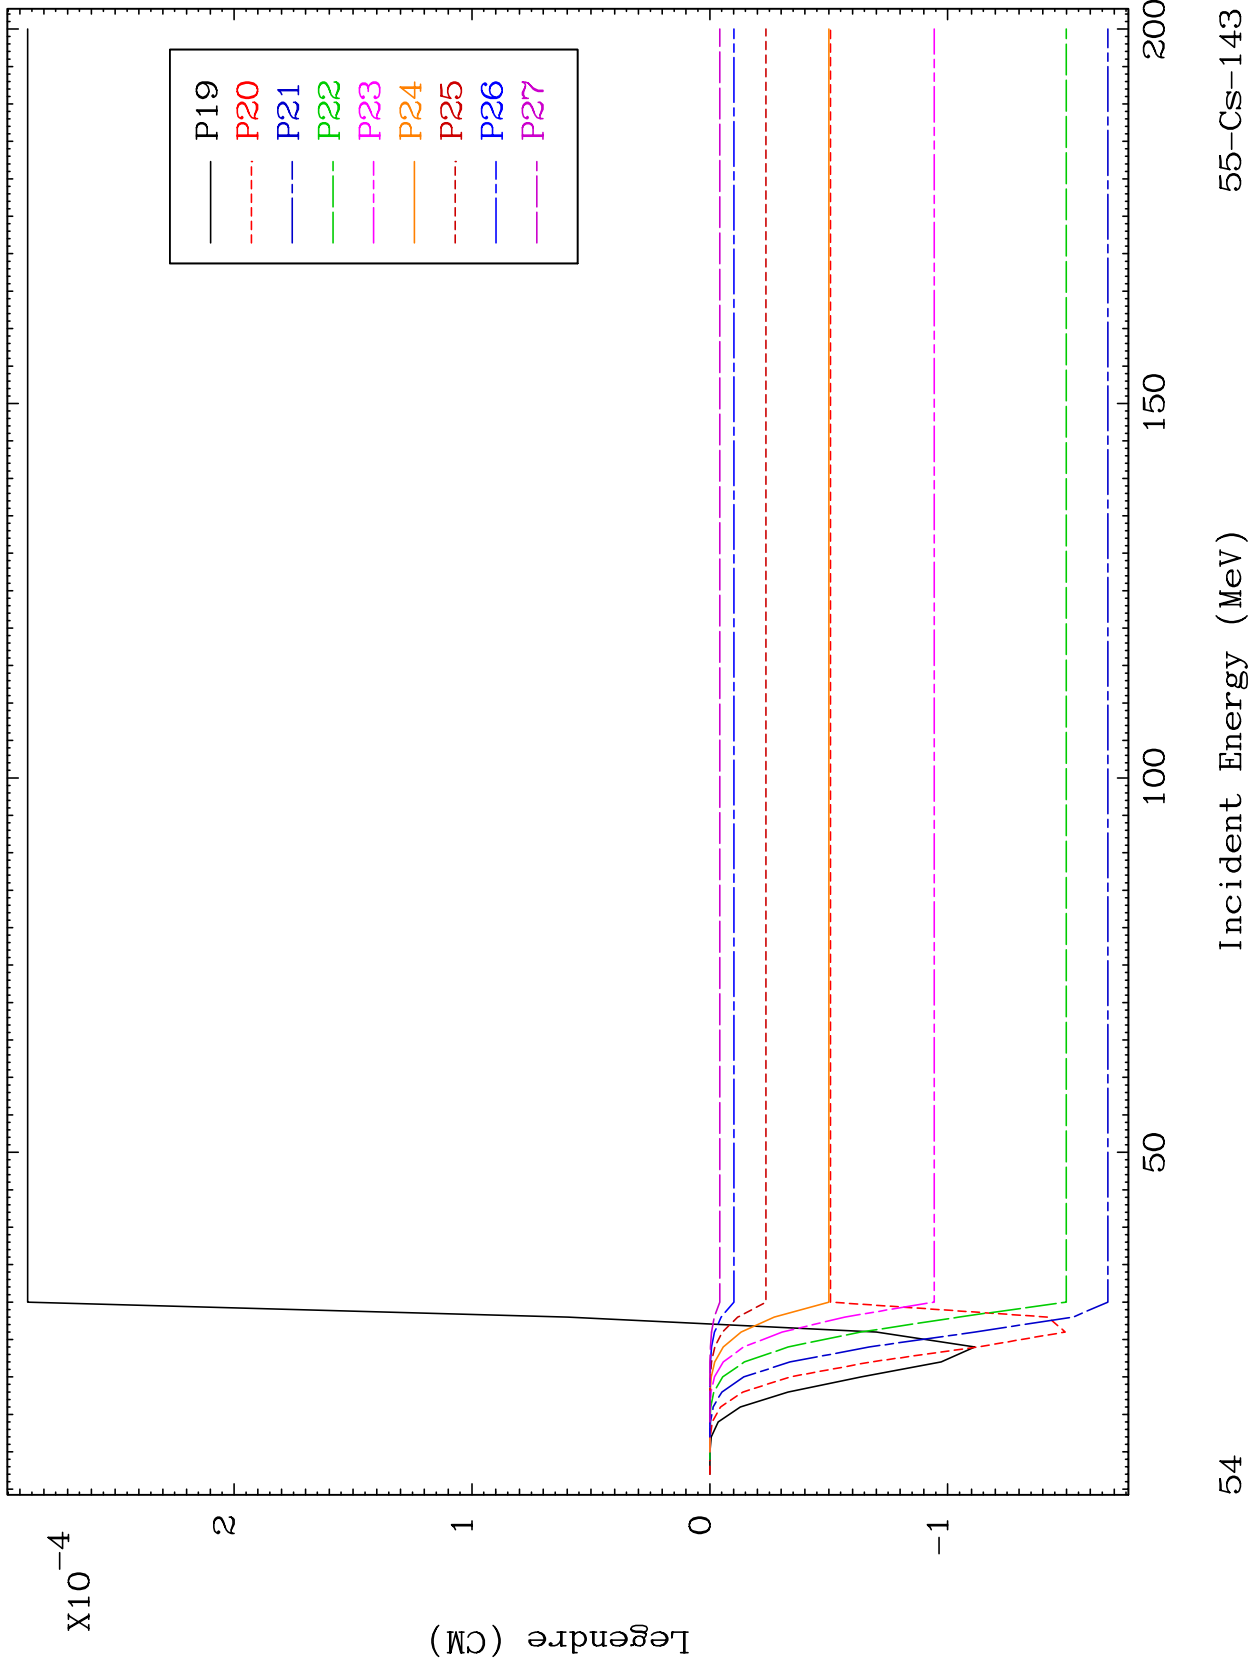 X10-4
Legendre (CM)
2
1
0
-1
P19
P20
P21
P22
P23
P24
P25
P26
P27
50
100
150
200
Incident Energy (MeV)
54
55-Cs-143